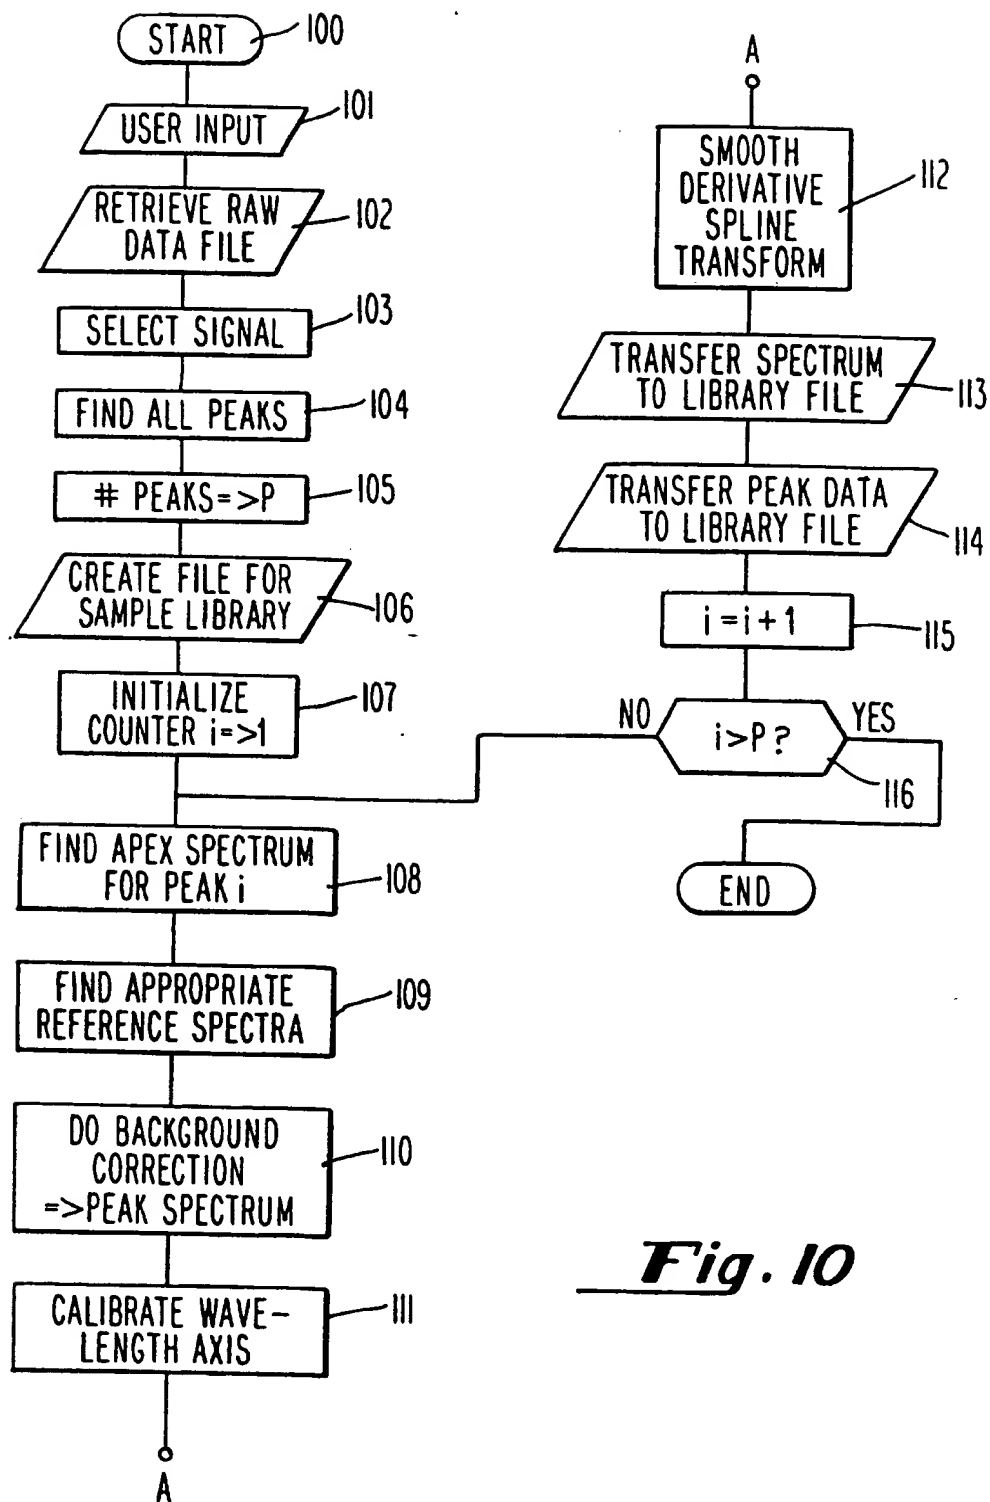 START
100
USER INPUT
101
RETRIEVE RAW
DATA FILE
102
SELECT SIGNAL
103
FIND ALL PEAKS
104
# PEAKS=>P
105
CREATE FILE FOR
SAMPLE LIBRARY
106
INITIALIZE
COUNTER i=>1
107
FIND APEX SPECTRUM
FOR PEAK i
108
FIND APPROPRIATE
REFERENCE SPECTRA
109
DO BACKGROUND
CORRECTION
=>PEAK SPECTRUM
110
CALIBRATE WAVE-
LENGTH AXIS
111
A
A
SMOOTH
DERIVATIVE
SPLINE
TRANSFORM
112
TRANSFER SPECTRUM
TO LIBRARY FILE
113
TRANSFER PEAK DATA
TO LIBRARY FILE
114
i=i+1
115
NO
i>P?
YES
116
END
Fig. 10